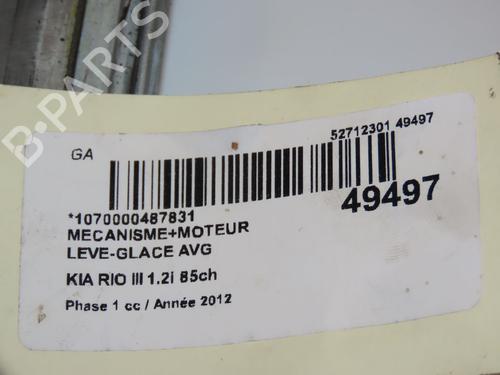 B-PARTS
52712301 49497
GA
*1070000487831
49497
MECANISME+MOTEUR
LEVE-GLACE AVG
KIA RIO III 1.2i 85ch
Phase 1 cc / Année 2012